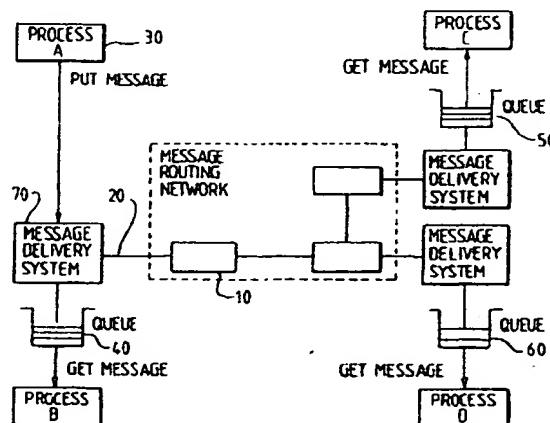 PROCESS
A
30
PUT MESSAGE
PROCESS
C
GET MESSAGE
QUEUE
50
MESSAGE
ROUTING
NETWORK
MESSAGE
DELIVERY
SYSTEM
70
20
MESSAGE
DELIVERY
SYSTEM
10
MESSAGE
DELIVERY
SYSTEM
QUEUE
40
GET MESSAGE
PROCESS
B
QUEUE
60
GET MESSAGE
PROCESS
D